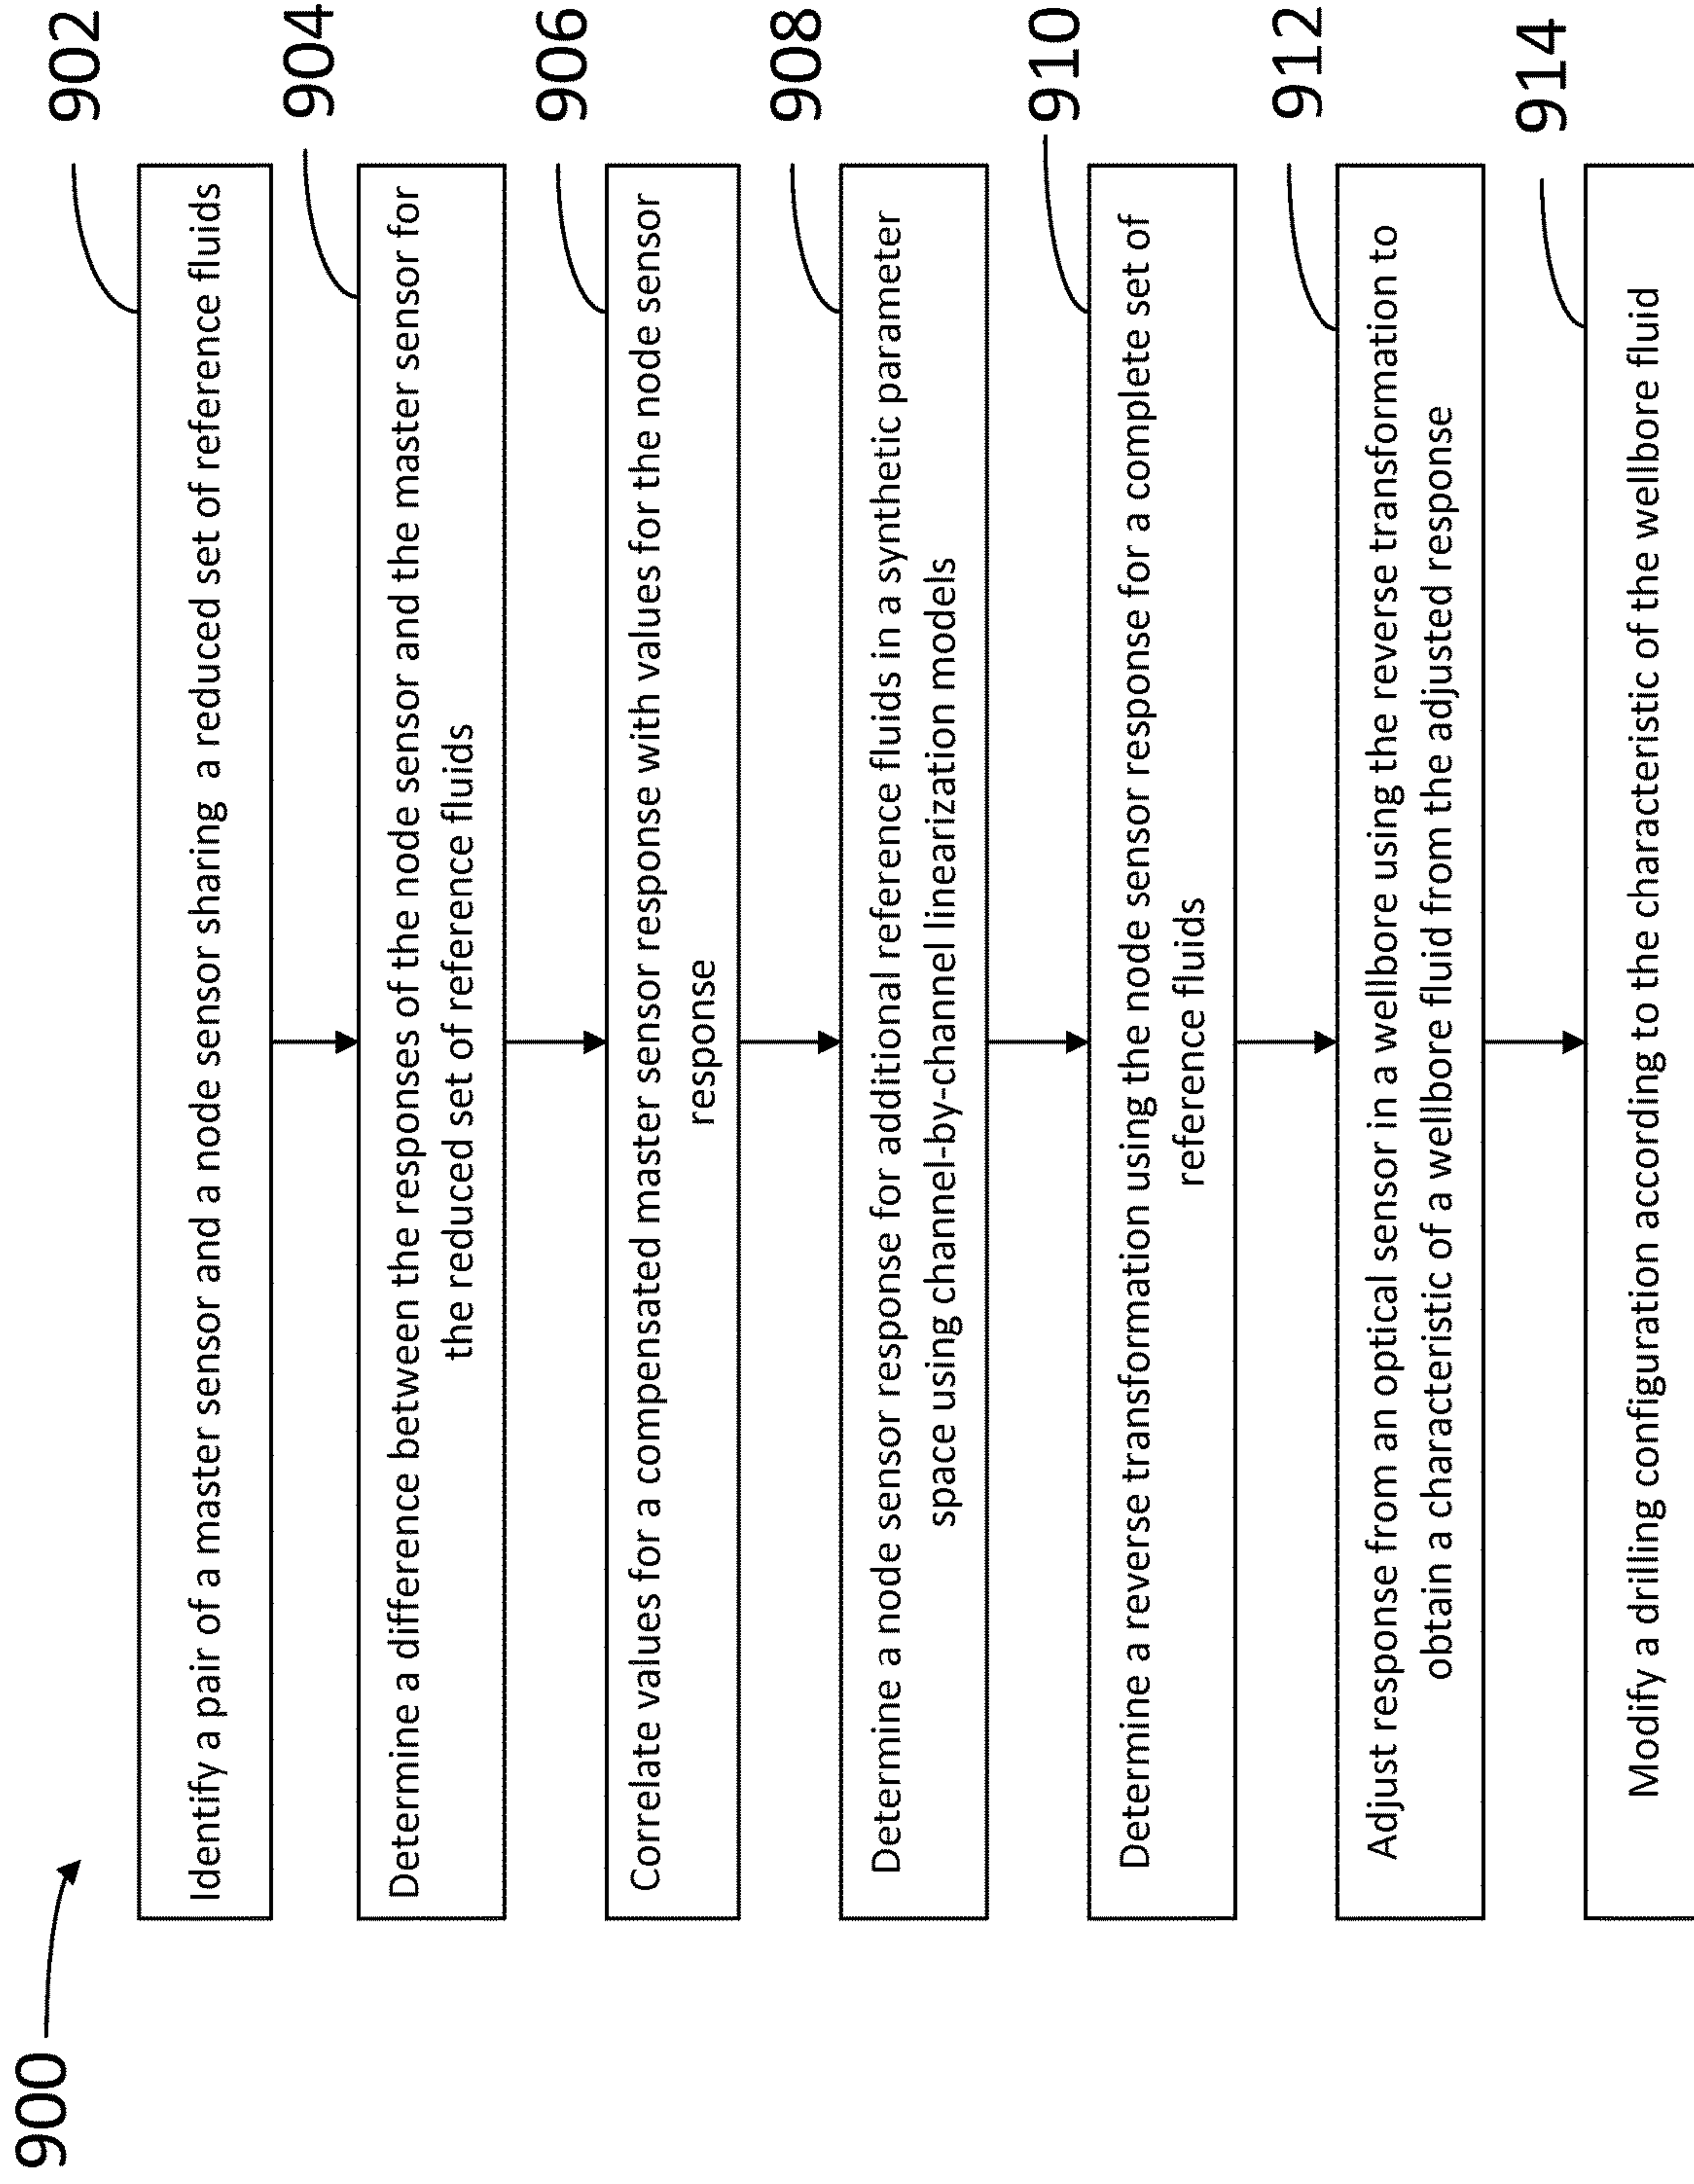 900
902
Identify a pair of a master sensor and a node sensor sharing a reduced set of reference fluids
904
Determine a difference between the responses of the node sensor and the master sensor for
the reduced set of reference fluids
906
Correlate values for a compensated master sensor response with values for the node sensor
response
908
Determine a node sensor response for additional reference fluids in a synthetic parameter
space using channel-by-channel linearization models
910
Determine a reverse transformation using the node sensor response for a complete set of
reference fluids
912
Adjust response from an optical sensor in a wellbore using the reverse transformation to
obtain a characteristic of a wellbore fluid from the adjusted response
914
Modify a drilling configuration according to the characteristic of the wellbore fluid